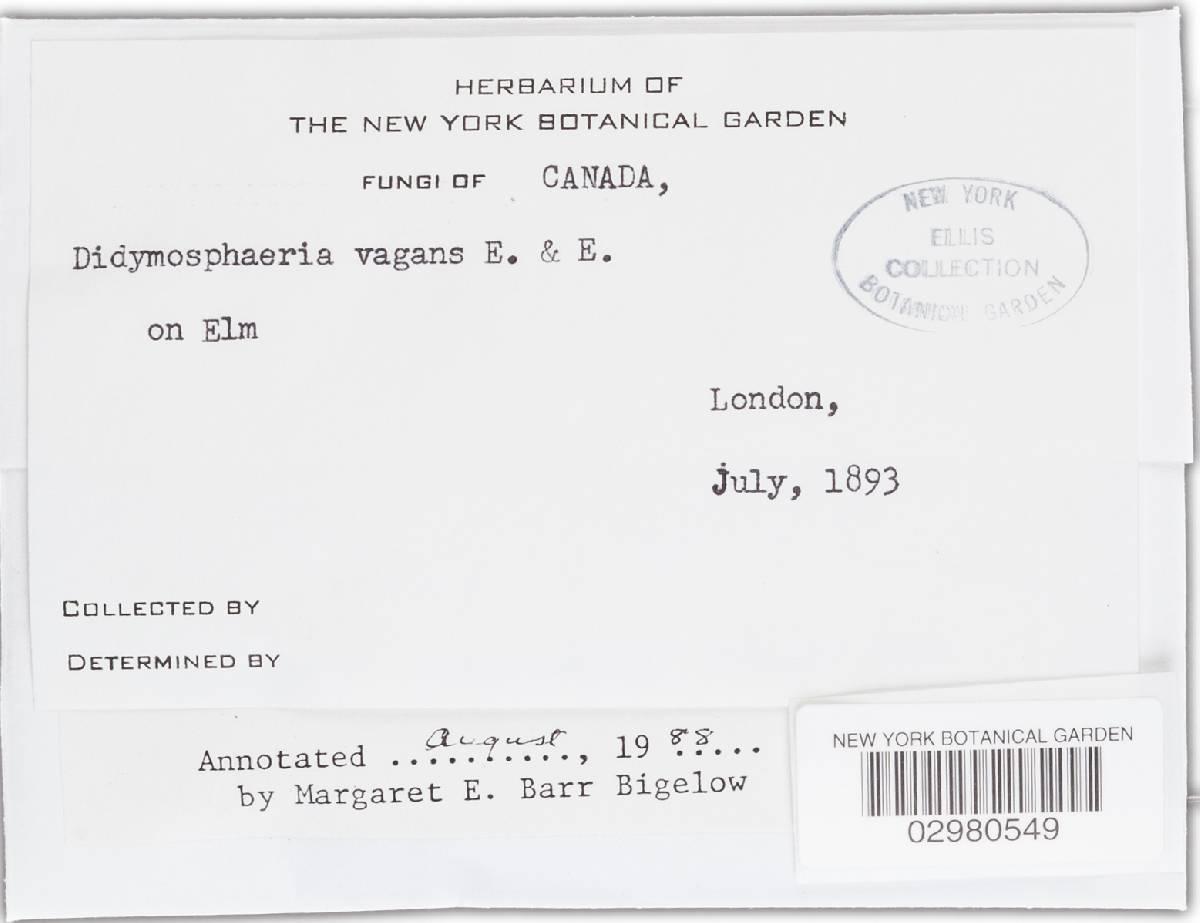 HERBARIUM OF
THE NEW YORK BOTANICAL GARDEN
FUNGI OF CANADA,
Didymosphaeria vagans E. & E.
on Elm
NEW YORK
ELLIS
COLLECTION
BOTANICAL GARDEN
London,
july, 1893
COLLECTED BY
DETERMINED BY
Annotated august, 1988...
by Margaret E. Barr Bigelow
NEW YORK BOTANICAL GARDEN
02980549